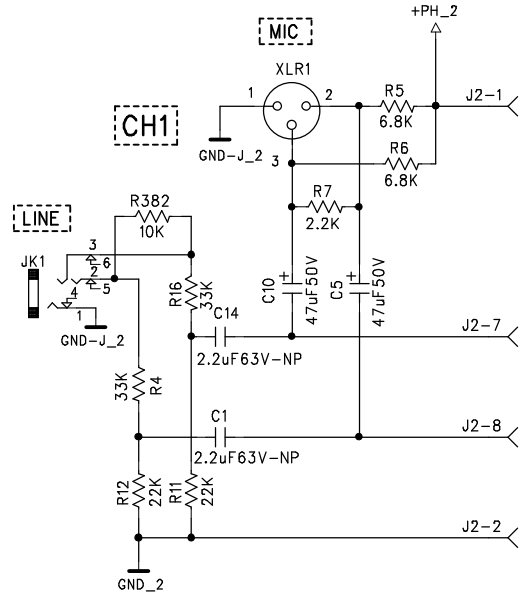 +PH_2
MIC
XLR1
1
2
3
R5
6.8K
J2-1
CH1
GND-J_2
R6
6.8K
R7
2.2K
R382
10K
LINE
JK1
3
6
2
5
4
1
GND-J_2
R16
33K
C10
+
47uF50V
C5
+
47uF50V
C14
2.2uF63V-NP
J2-7
33K
R4
C1
2.2uF63V-NP
J2-8
R12
22K
R11
22K
J2-2
GND_2